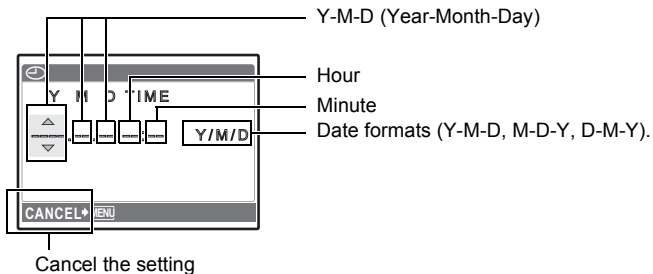 Y-M-D (Year-Month-Day)
Hour
Minute
Date formats (Y-M-D, M-D-Y, D-M-Y).
Y M D TIME
----.--.-- --:-- Y/M/D
CANCEL MENU
Cancel the setting